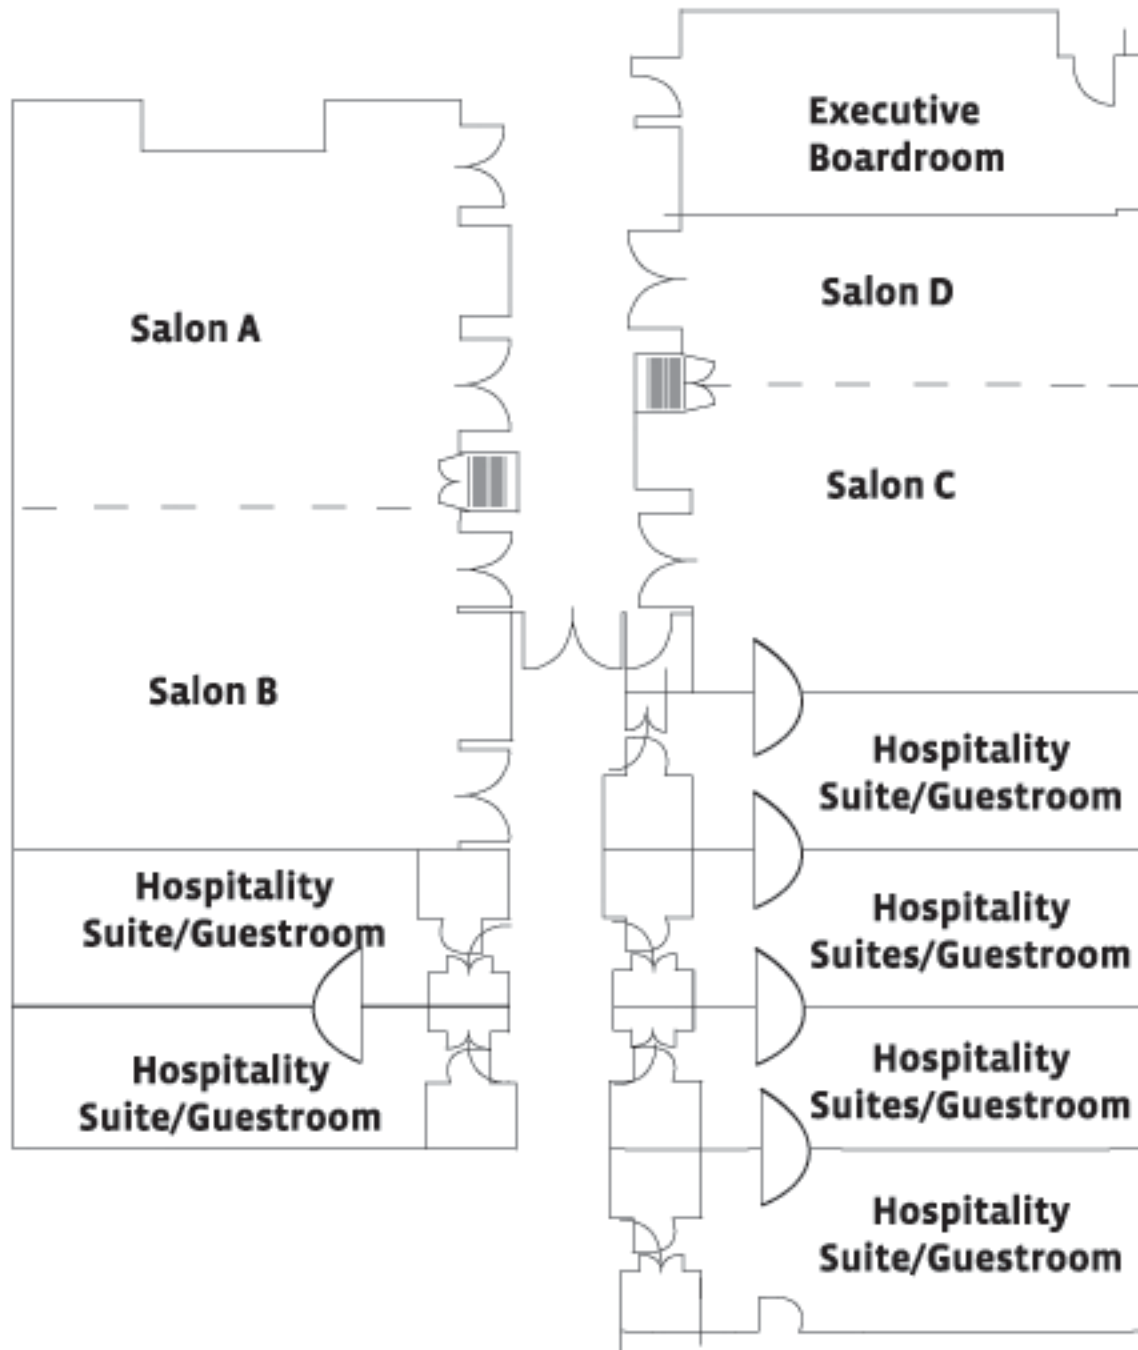 Executive
Boardroom
Salon D
Salon A
Salon C
Salon B
Hospitality
Suite/Guestroom
Hospitality
Suite/Guestroom
Hospitality
Suites/Guestroom
Hospitality
Suite/Guestroom
Hospitality
Suites/Guestroom
Hospitality
Suite/Guestroom